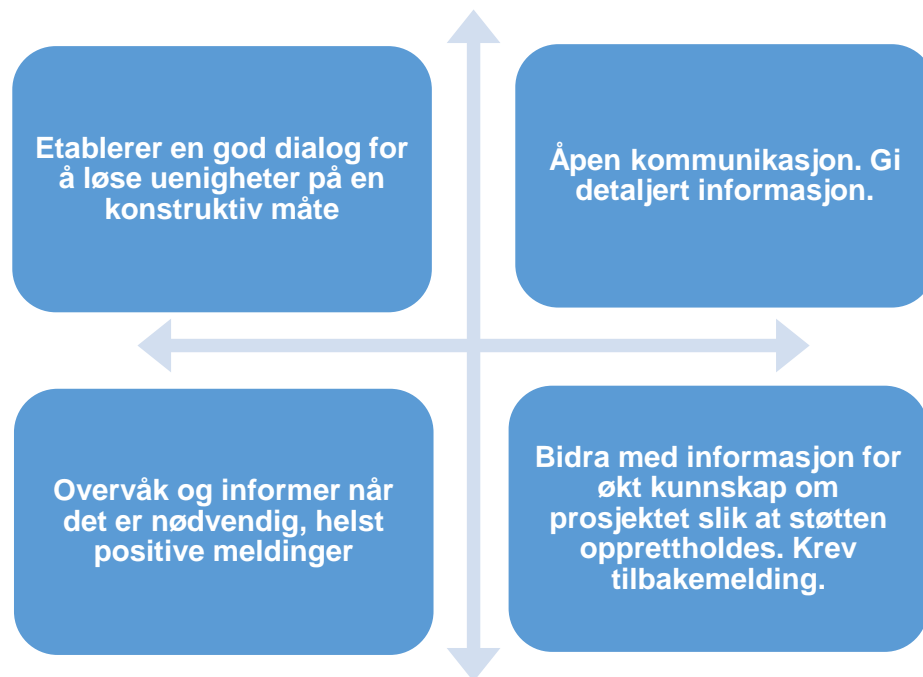 Etablerer en god dialog for
å løse uenigheter på en
konstruktiv måte
Åpen kommunikasjon. Gi
detaljert informasjon.
Overvåk og informer når
det er nødvendig, helst
positive meldinger
Bidra med informasjon for
økt kunnskap om
prosjektet slik at støtten
opprettholdes. Krev
tilbakemelding.